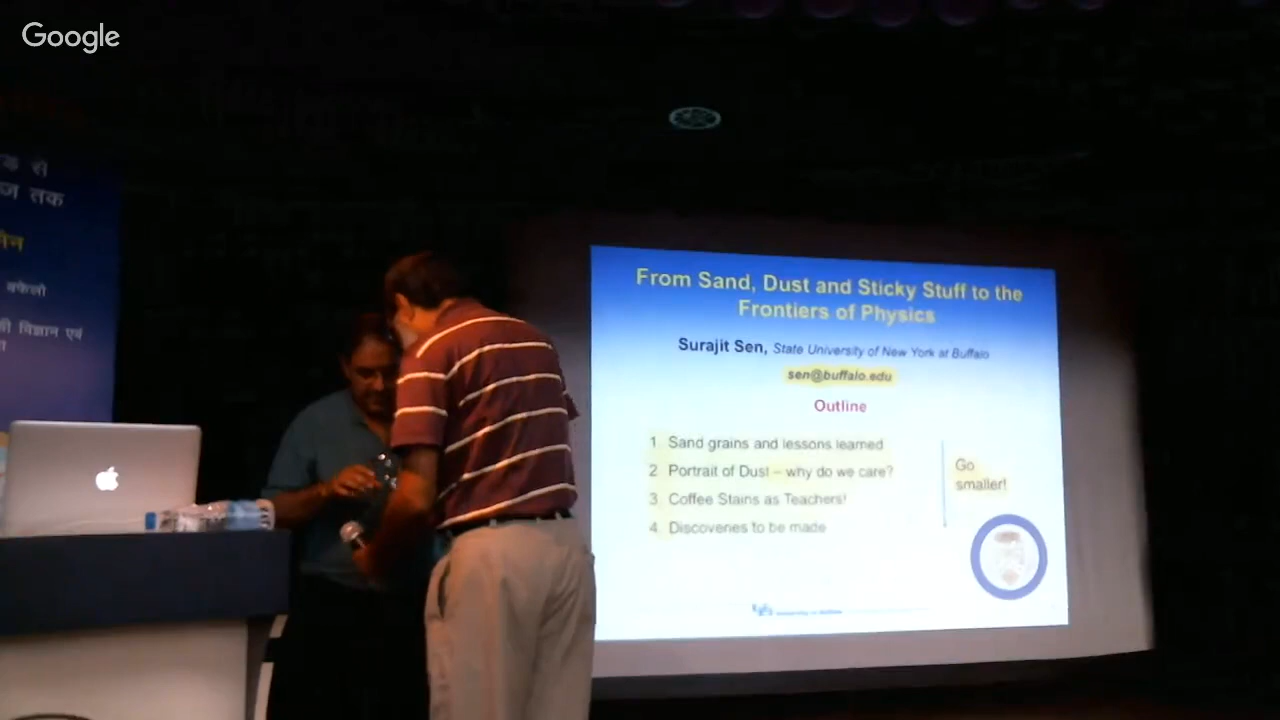 Google
क से
ज तक
सेन
बफेलो
ी विज्ञान एवं
From Sand, Dust and Sticky Stuff to the
Frontiers of Physics
Surajit Sen, State University of New York at Buffalo
sen@buffalo.edu
Outline
1 Sand grains and lessons learned
2 Portrait of Dust – why do we care?
3 Coffee Stains as Teachers!
4. Discoveries to be made
Go
smaller!